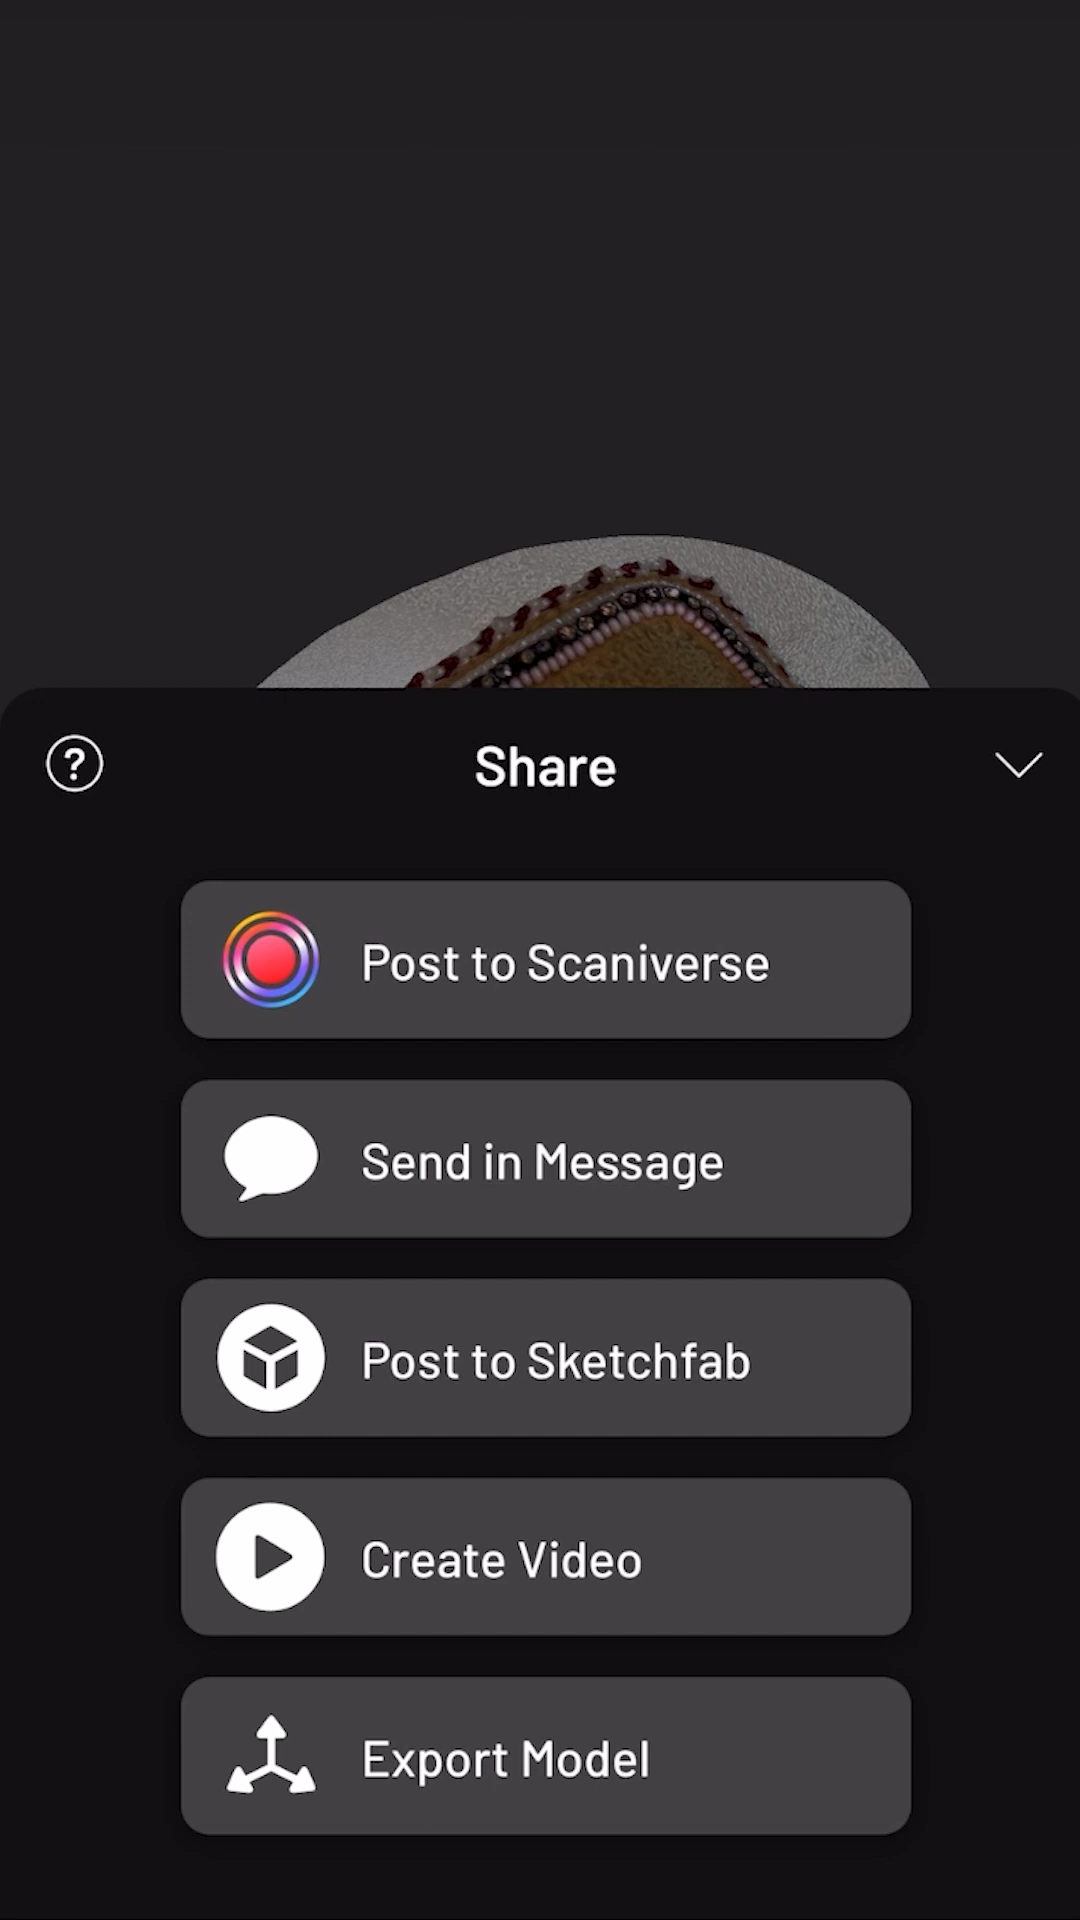 ?
Share
Post to Scaniverse
Send in Message
Post to Sketchfab
Create Video
Export Model